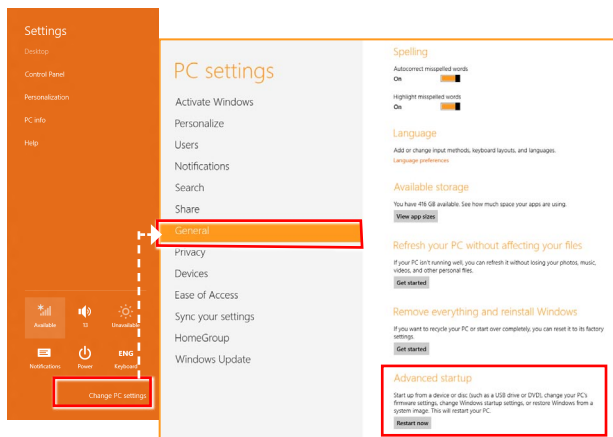 Settings
Desktop
Control Panel
Personalization
PC info
Help
Available
13
Unavailable
Notifications
Power
ENG
Keyboard
Change PC settings
PC settings
Activate Windows
Personalize
Users
Notifications
Search
Share
General
Privacy
Devices
Ease of Access
Sync your settings
HomeGroup
Windows Update
Spelling
Autocorrect misspelled words
On
Highlight misspelled words
On
Language
Add or change input methods, keyboard layouts, and languages.
Language preferences
Available storage
You have 416 GB available. See how much space your apps are using.
View app sizes
Refresh your PC without affecting your files
If your PC isn't running well, you can refresh it without losing your photos, music,
videos, and other personal files.
Get started
Remove everything and reinstall Windows
If you want to recycle your PC or start over completely, you can reset it to its factory
settings.
Get started
Advanced startup
Start up from a device or disc (such as a USB drive or DVD), change your PC's
firmware settings, change Windows startup settings, or restore Windows from a
system image. This will restart your PC.
Restart now